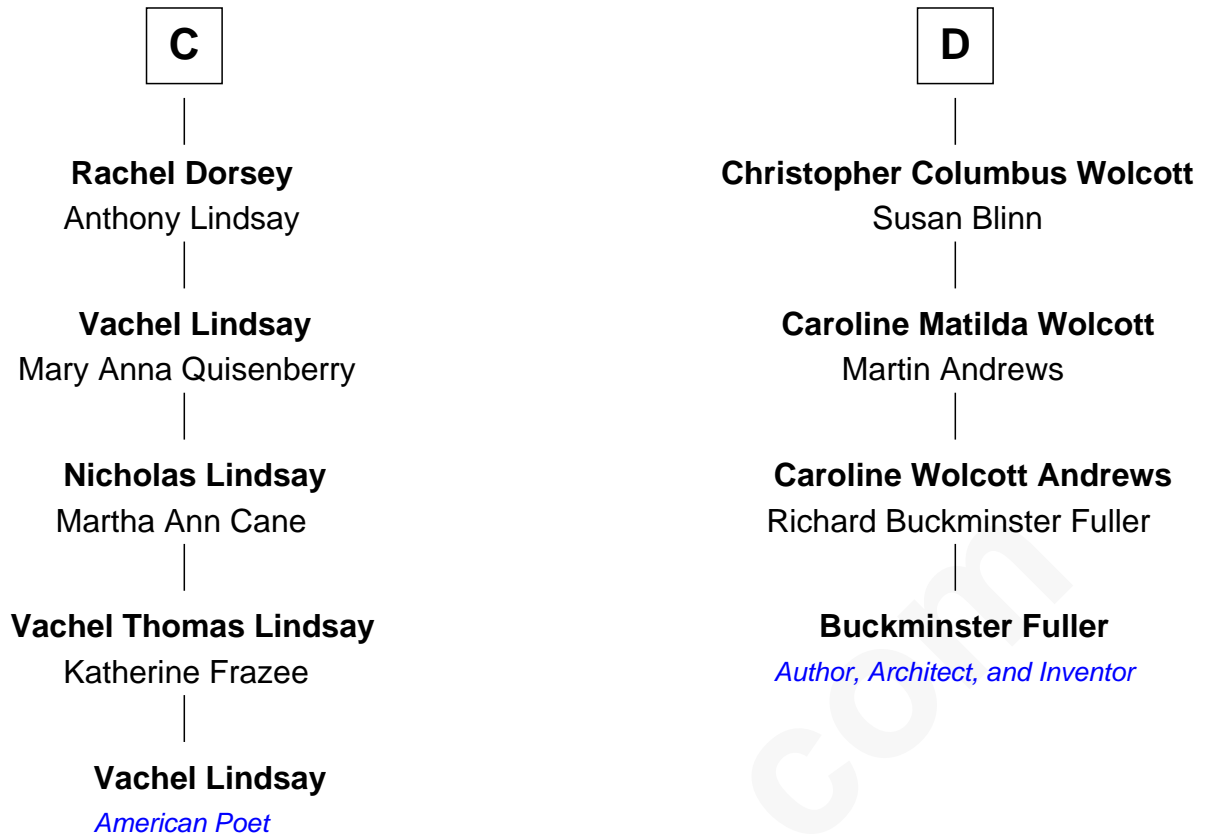 C
Rachel Dorsey
Anthony Lindsay
Vachel Lindsay
Mary Anna Quisenberry
Nicholas Lindsay
Martha Ann Cane
Vachel Thomas Lindsay
Katherine Frazee
Vachel Lindsay
American Poet
D
Christopher Columbus Wolcott
Susan Blinn
Caroline Matilda Wolcott
Martin Andrews
Caroline Wolcott Andrews
Richard Buckminster Fuller
Buckminster Fuller
Author, Architect, and Inventor
com